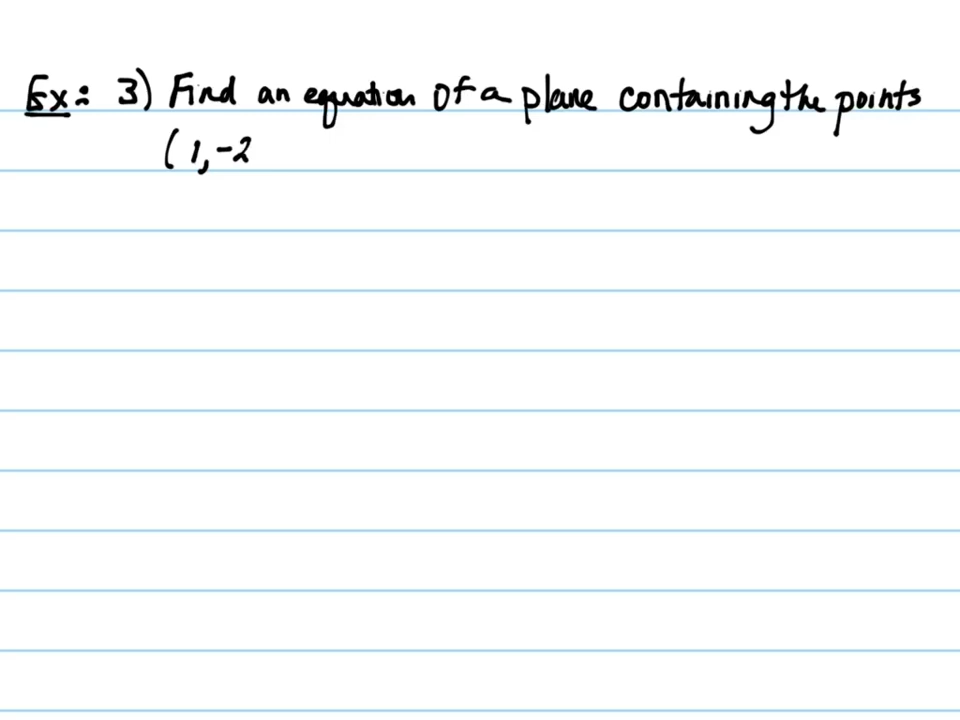 Ex: 3) Find an equation of a plane containing the points
(1, -2